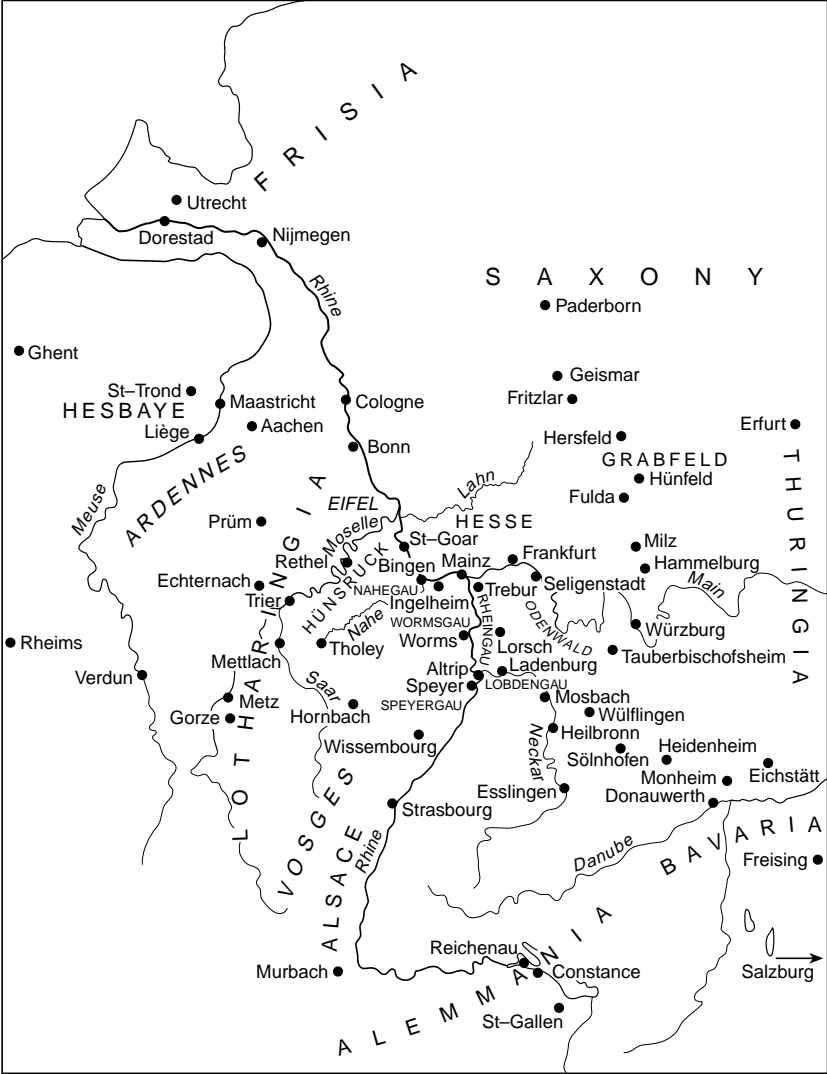 FRISIA
Utrecht
Dorestad
Nijmegen
Rhine
SAXONY
Paderborn
Ghent
Geismar
St–Trond
Fritzlar
HESBAYE
Maastricht
Cologne
Liège
Aachen
Hersfeld
Erfurt
Bonn
GRABFELD
THURINGIA
ARDENNES
Hünfeld
Lahn
Fulda
Meuse
EIFEL
Prüm
Moselle
HESSE
St–Goar
LOTHARINGIA
Rethel
HÜNSRUCK
Bingen
Mainz
Frankfurt
Milz
Hammelburg
Echternach
NAHEGAU
Trebur
Seligenstadt
Main
Trier
Ingelheim
RHEINGAU
ODENWALD
Nahe
WORMSGAU
Würzburg
Rheims
Tholey
Worms
Lorsch
Tauberbischofsheim
Mettlach
Ladenburg
Verdun
Altrip
Saar
Speyer
LOBDENGAU
Metz
SPEYERGAU
Mosbach
Gorze
Hornbach
Wülflingen
Wissembourg
Neckar
Heilbronn
Sölnhofen
Heidenheim
Monheim
Eichstätt
Esslingen
Donauwerth
VOSGES
Strasbourg
ALSACE
Rhine
Danube
BAVARIA
Freising
Reichenau
Murbach
Constance
Salzburg
ALEMMANIA
St–Gallen